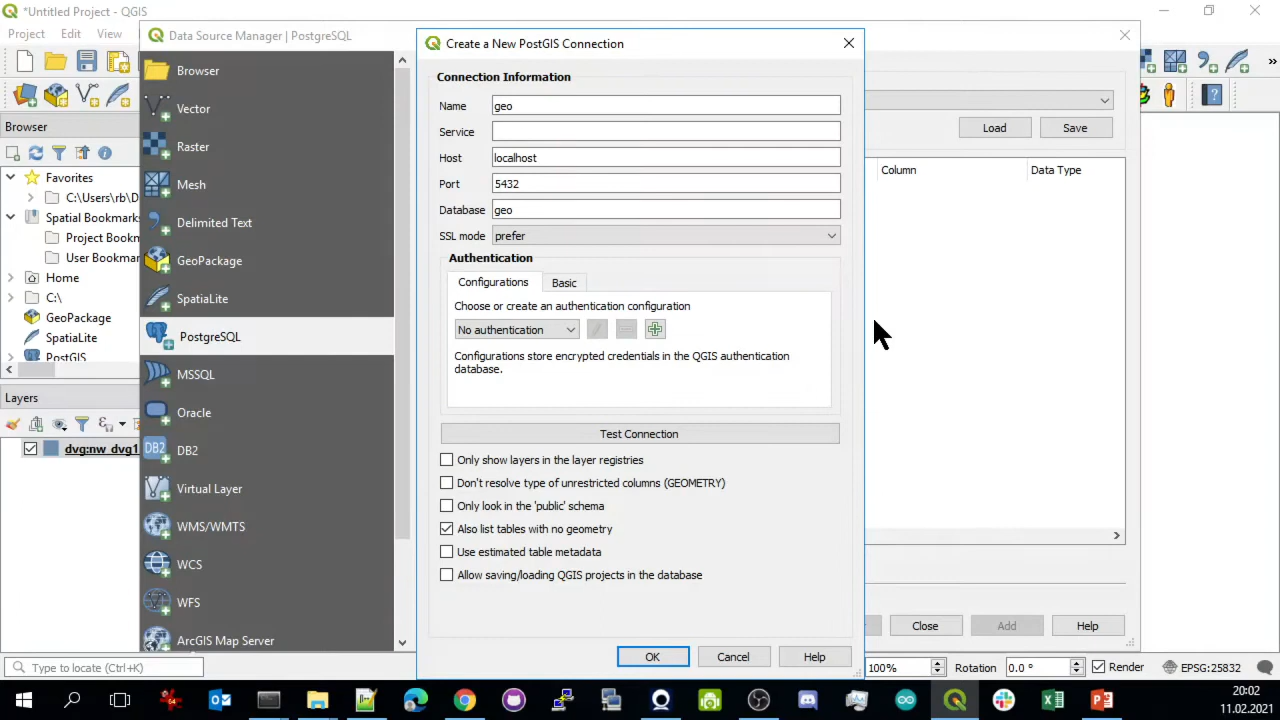 *Untitled Project - QGIS
Project Edit View
Data Source Manager | PostgreSQL
Create a New PostGIS Connection
Browser
Vector
Raster
Mesh
Delimited Text
GeoPackage
SpatiaLite
PostgreSQL
MSSQL
Oracle
DB2
DB2
Virtual Layer
WMS/WMTS
WCS
WFS
ArcGIS Map Server
Browser
Favorites
C:\Users\rb\D
Spatial Bookmark
Project Bookn
User Bookmar
Home
C:\
GeoPackage
SpatiaLite
PostGIS
Layers
dvg:nw_dvg1
Connection Information
Name geo
Service
Host localhost
Port 5432
Database geo
SSL mode prefer
Authentication
Configurations Basic
Choose or create an authentication configuration
No authentication
Configurations store encrypted credentials in the QGIS authentication
database.
Test Connection
Only show layers in the layer registries
Don't resolve type of unrestricted columns (GEOMETRY)
Only look in the 'public' schema
Also list tables with no geometry
Use estimated table metadata
Allow saving/loading QGIS projects in the database
OK Cancel Help
Load Save
Column Data Type
Close Add Help
Type to locate (Ctrl+K)
100% Rotation 0.0 ° Render EPSG:25832
20:02
11.02.2021